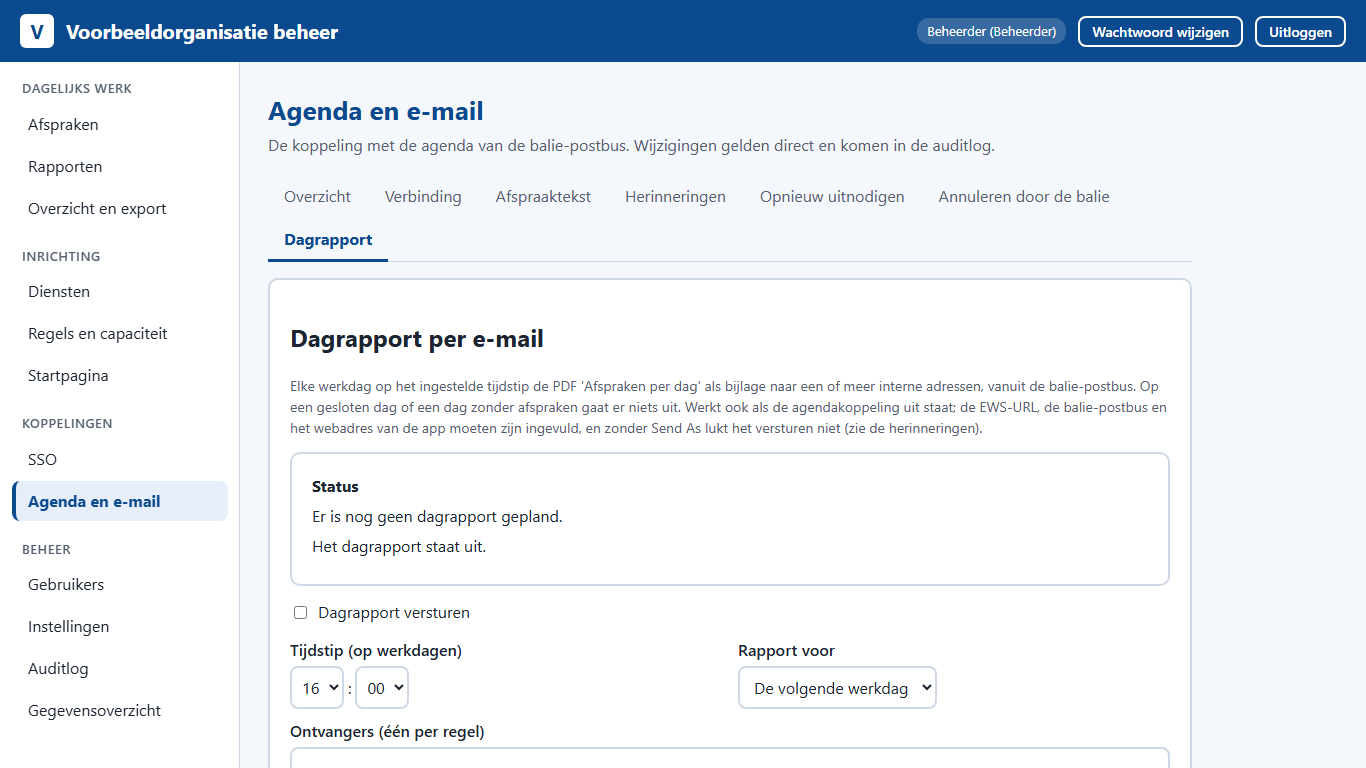 V Voorbeeldorganisatie beheer
Beheerder (Beheerder)
Wachtwoord wijzigen
Uitloggen
DAGELIJKS WERK
Afspraken
Rapporten
Overzicht en export
INRICHTING
Diensten
Regels en capaciteit
Startpagina
KOPPELINGEN
SSO
Agenda en e-mail
BEHEER
Gebruikers
Instellingen
Auditlog
Gegevensoverzicht
Agenda en e-mail
De koppeling met de agenda van de balie-postbus. Wijzigingen gelden direct en komen in de auditlog.
Overzicht Verbinding Afspraaktekst Herinneringen Opnieuw uitnodigen Annuleren door de balie
Dagrapport
Dagrapport per e-mail
Elke werkdag op het ingestelde tijdstip de PDF 'Afspraken per dag' als bijlage naar een of meer interne adressen, vanuit de balie-postbus. Op
een gesloten dag of een dag zonder afspraken gaat er niets uit. Werkt ook als de agendakoppeling uit staat; de EWS-URL, de balie-postbus en
het webadres van de app moeten zijn ingevuld, en zonder Send As lukt het versturen niet (zie de herinneringen).
Status
Er is nog geen dagrapport gepland.
Het dagrapport staat uit.
Dagrapport versturen
Tijdstip (op werkdagen)
16 : 00
Rapport voor
De volgende werkdag
Ontvangers (één per regel)